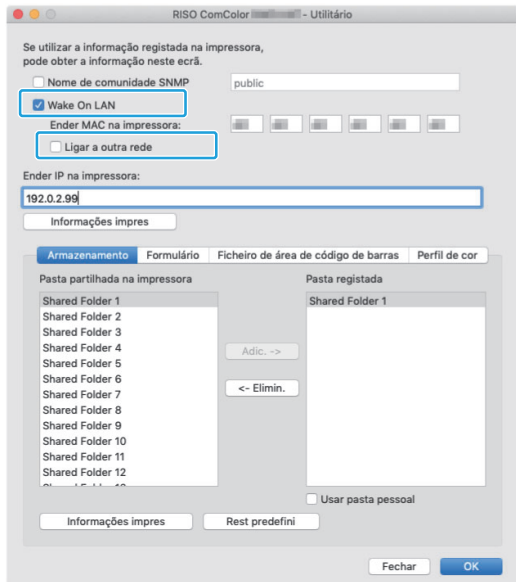 RISO ComColor - Utilitário
Se utilizar a informação registada na impressora,
pode obter a informação neste ecrã.
Nome de comunidade SNMP
public
Wake On LAN
Ender MAC na impressora:
Ligar a outra rede
Ender IP na impressora:
192.0.2.99
Informações impres
Armazenamento Formulário Ficheiro de área de código de barras Perfil de cor
Pasta partilhada na impressora Pasta registada
Shared Folder 1 Shared Folder 1
Shared Folder 2
Shared Folder 3
Shared Folder 4
Adic. ->
Shared Folder 5
Shared Folder 6
<- Elimin.
Shared Folder 7
Shared Folder 8
Shared Folder 9
Shared Folder 10
Shared Folder 11
Shared Folder 12
Usar pasta pessoal
Informações impres Rest predefini
Fechar OK